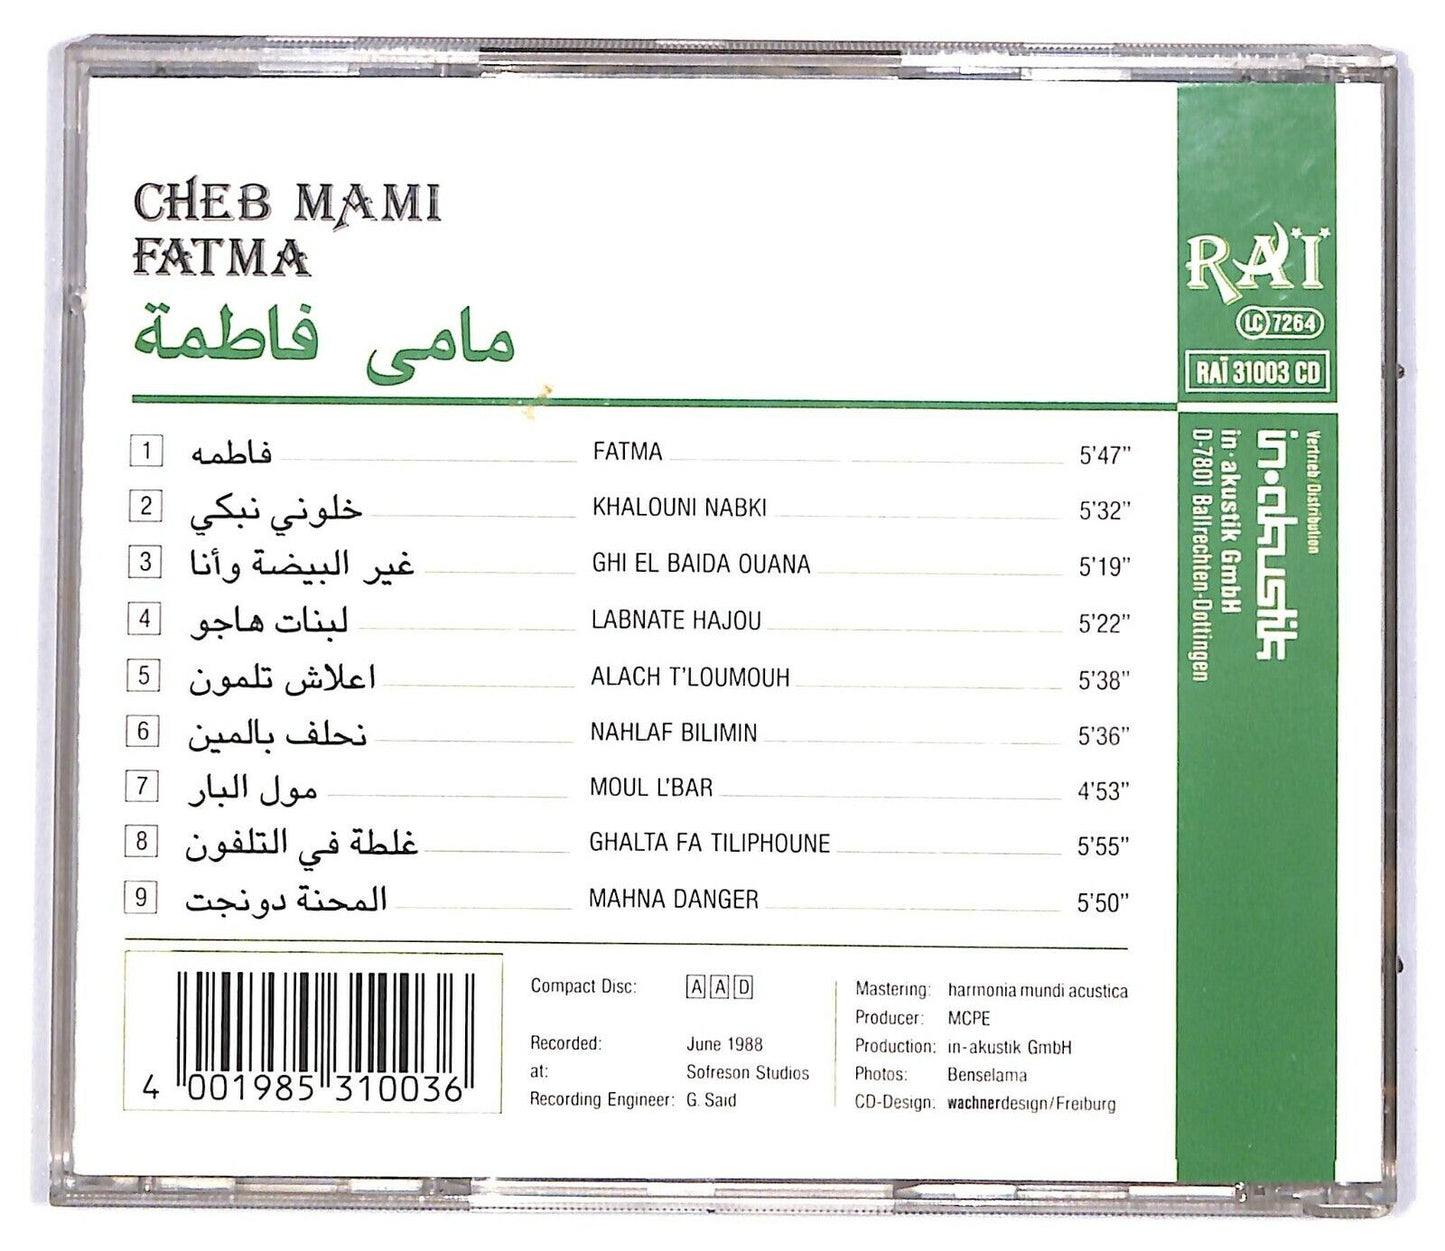 CHEB MAMI
FATMA
مامى فاطمة
1 فاطمه FATMA 5'47"
2 خلوني نبكي KHALOUNI NABKI 5'32"
3 غير البيضة وأنا GHI EL BAIDA OUANA 5'19"
4 لبنات هاجو LABNATE HAJOU 5'22"
5 اعلاش تلمون ALACH T'LOUMOUH 5'38"
6 نحلف بالمين NAHLAF BILIMIN 5'36"
7 مول البار MOUL L'BAR 4'53"
8 غلطة في التلفون GHALTA FA TILIPHOUNE 5'55"
9 المحنة دونجت MAHNA DANGER 5'50"
4 001985 310036
Compact Disc: A A D
Recorded: June 1988
at: Sofreson Studios
Recording Engineer: G. Said
Mastering: harmonia mundi acustica
Producer: MCPE
Production: in-akustik GmbH
Photos: Benselama
CD-Design: wachnerdesign/Freiburg
RAÏ
LC 7264
RAÏ 31003 CD
Vertrieb/Distribution
in·akustik
in·akustik GmbH
D-7801 Ballrechten-Dottingen